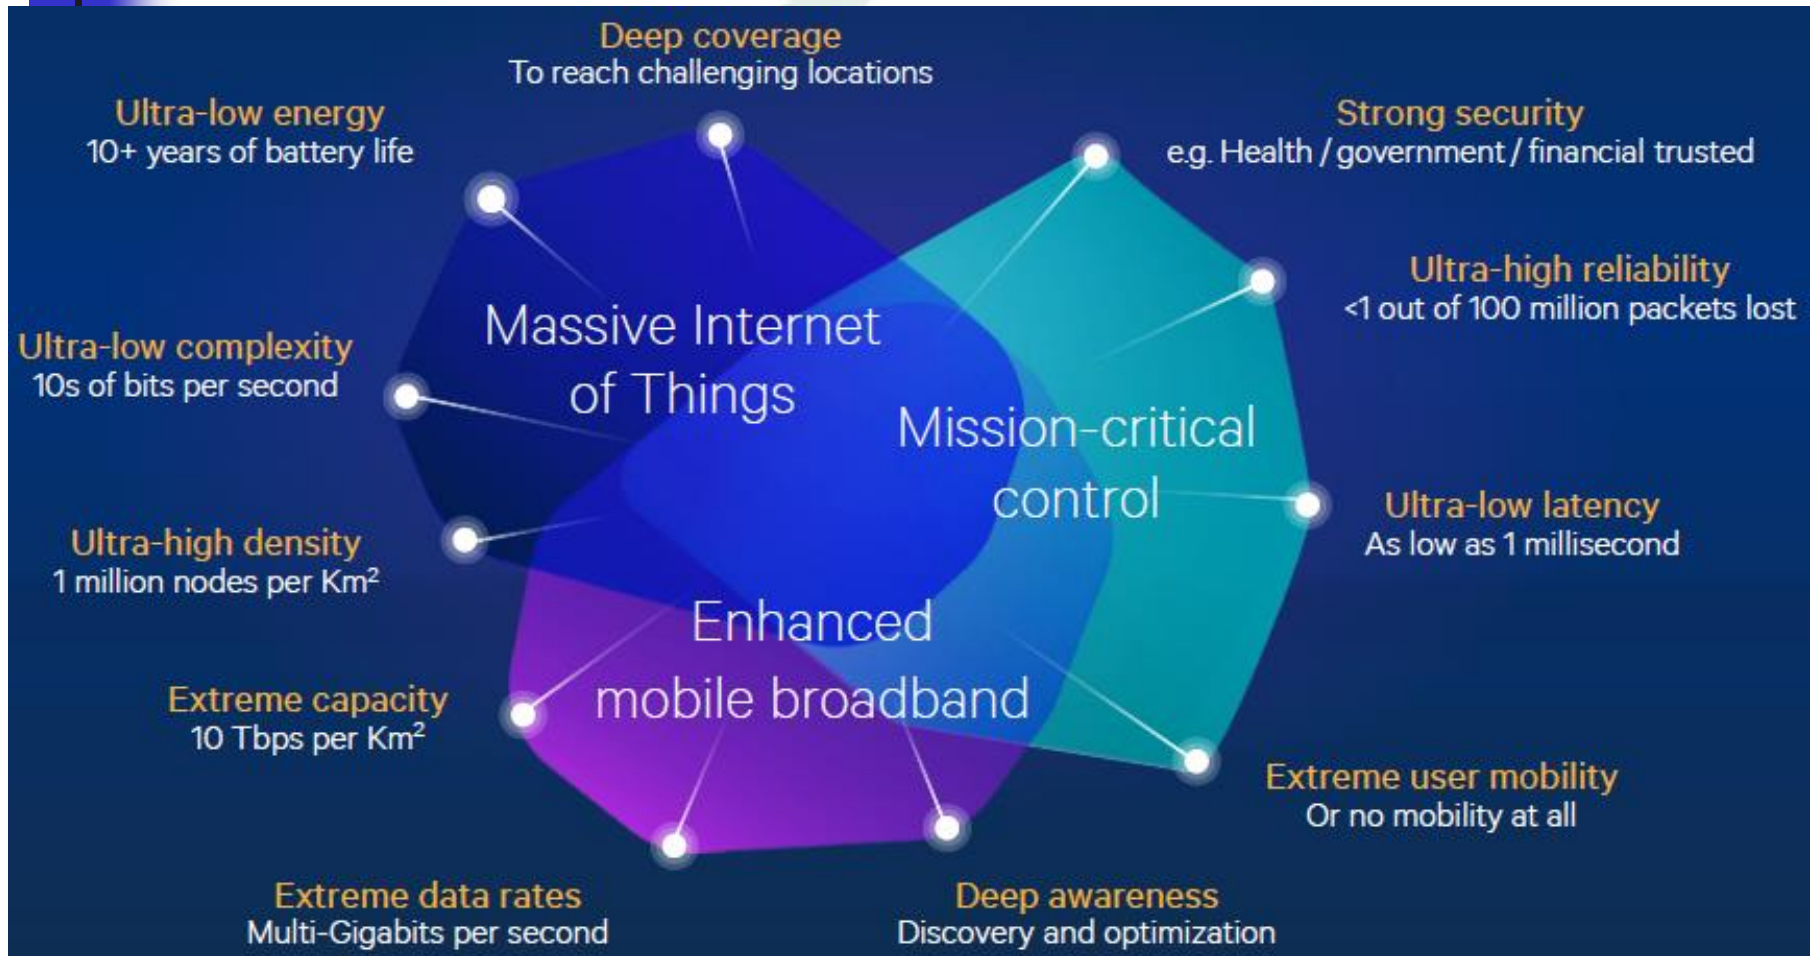 Deep coverage
To reach challenging locations
Ultra-low energy
10+ years of battery life
Strong security
e.g. Health / government / financial trusted
Ultra-high reliability
<1 out of 100 million packets lost
Massive Internet
of Things
Ultra-low complexity
10s of bits per second
Mission-critical
control
Ultra-low latency
As low as 1 millisecond
Ultra-high density
1 million nodes per Km²
Enhanced
mobile broadband
Extreme capacity
10 Tbps per Km²
Extreme user mobility
Or no mobility at all
Extreme data rates
Multi-Gigabits per second
Deep awareness
Discovery and optimization